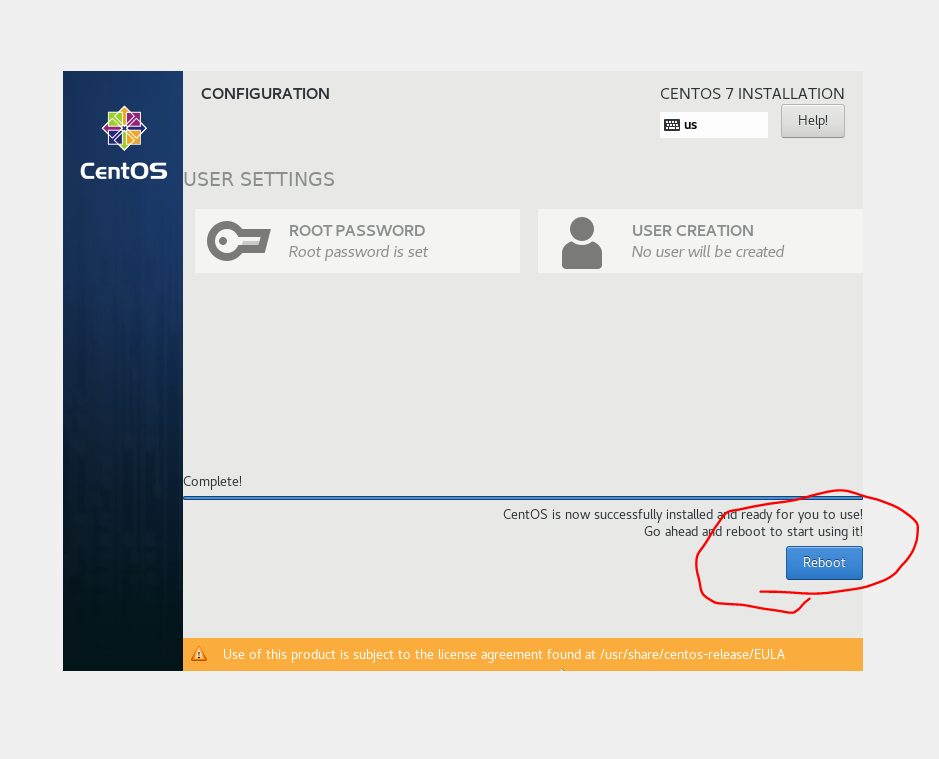 CentOS
CONFIGURATION
CENTOS 7 INSTALLATION
us
Help!
USER SETTINGS
ROOT PASSWORD
Root password is set
USER CREATION
No user will be created
Complete!
CentOS is now successfully installed and ready for you to use!
Go ahead and reboot to start using it!
Reboot
Use of this product is subject to the license agreement found at /usr/share/centos-release/EULA